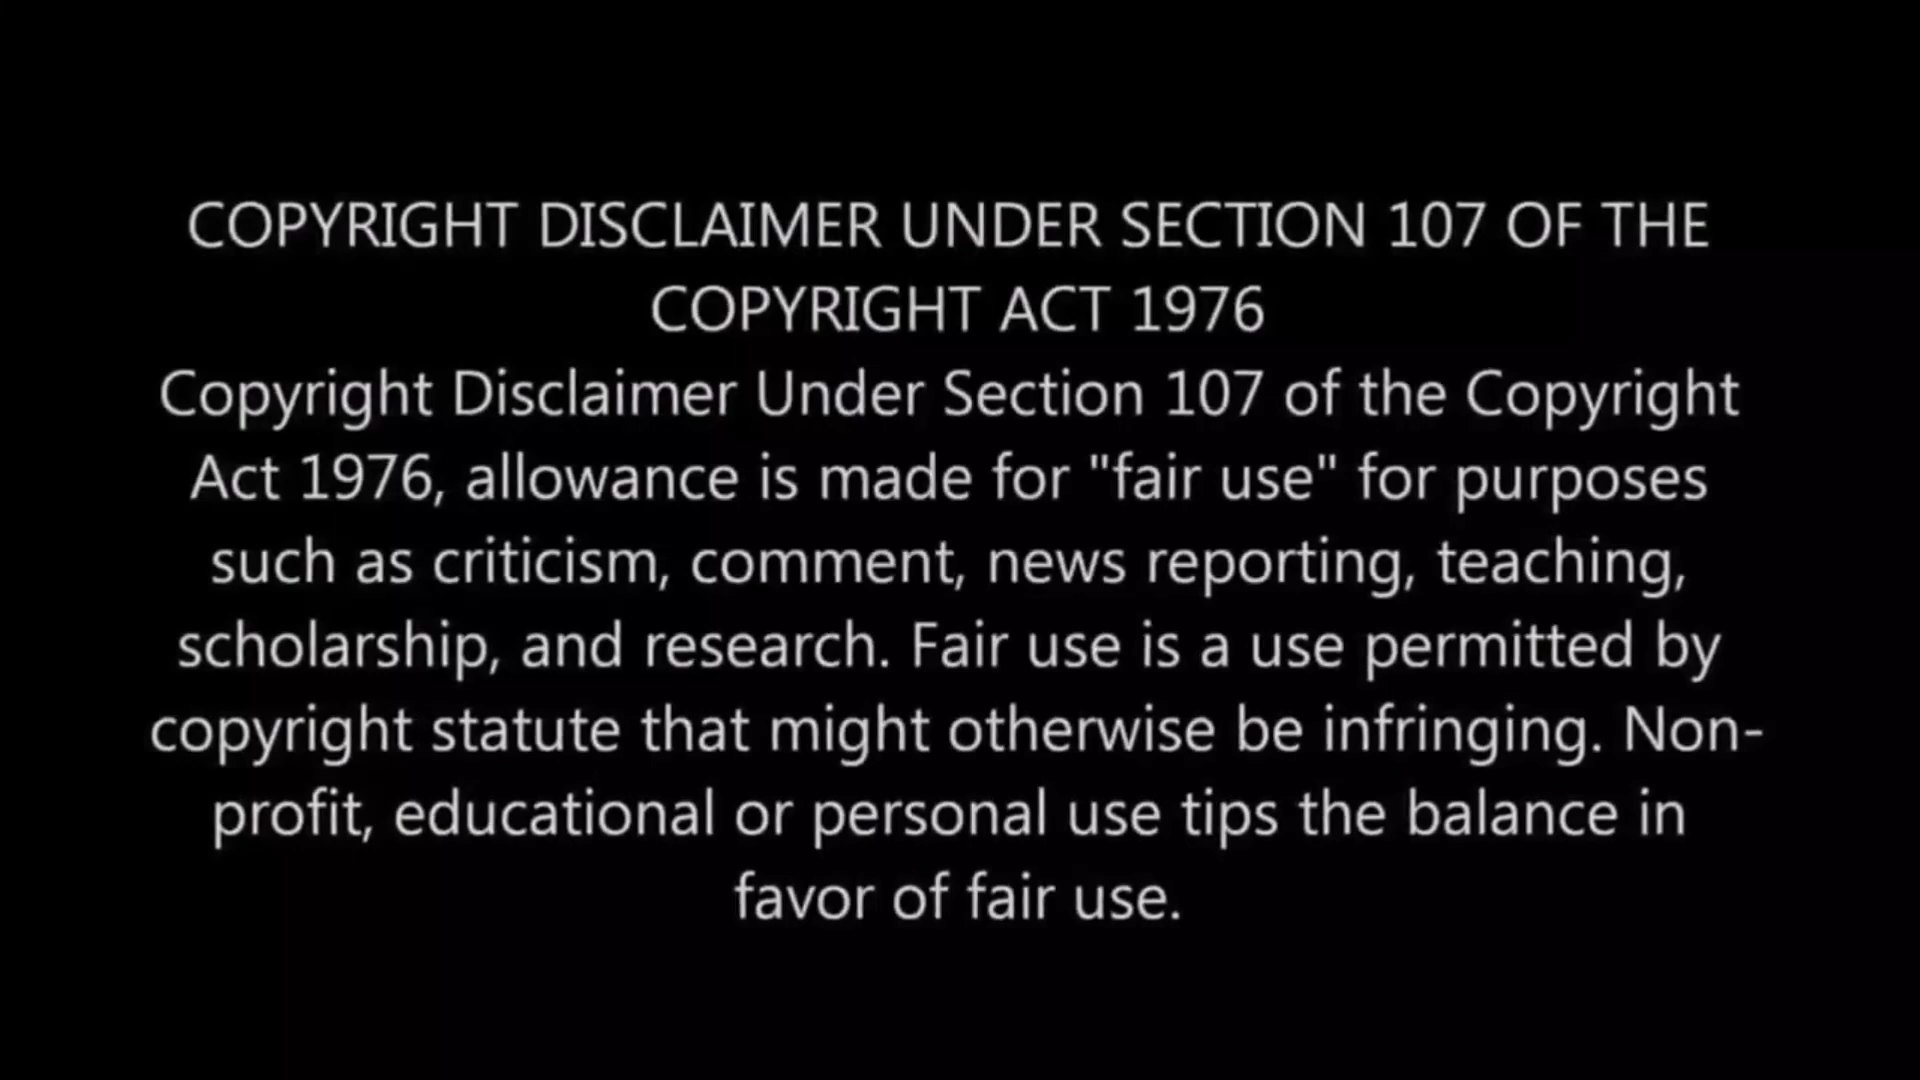 COPYRIGHT DISCLAIMER UNDER SECTION 107 OF THE
COPYRIGHT ACT 1976
Copyright Disclaimer Under Section 107 of the Copyright
Act 1976, allowance is made for "fair use" for purposes
such as criticism, comment, news reporting, teaching,
scholarship, and research. Fair use is a use permitted by
copyright statute that might otherwise be infringing. Non-
profit, educational or personal use tips the balance in
favor of fair use.